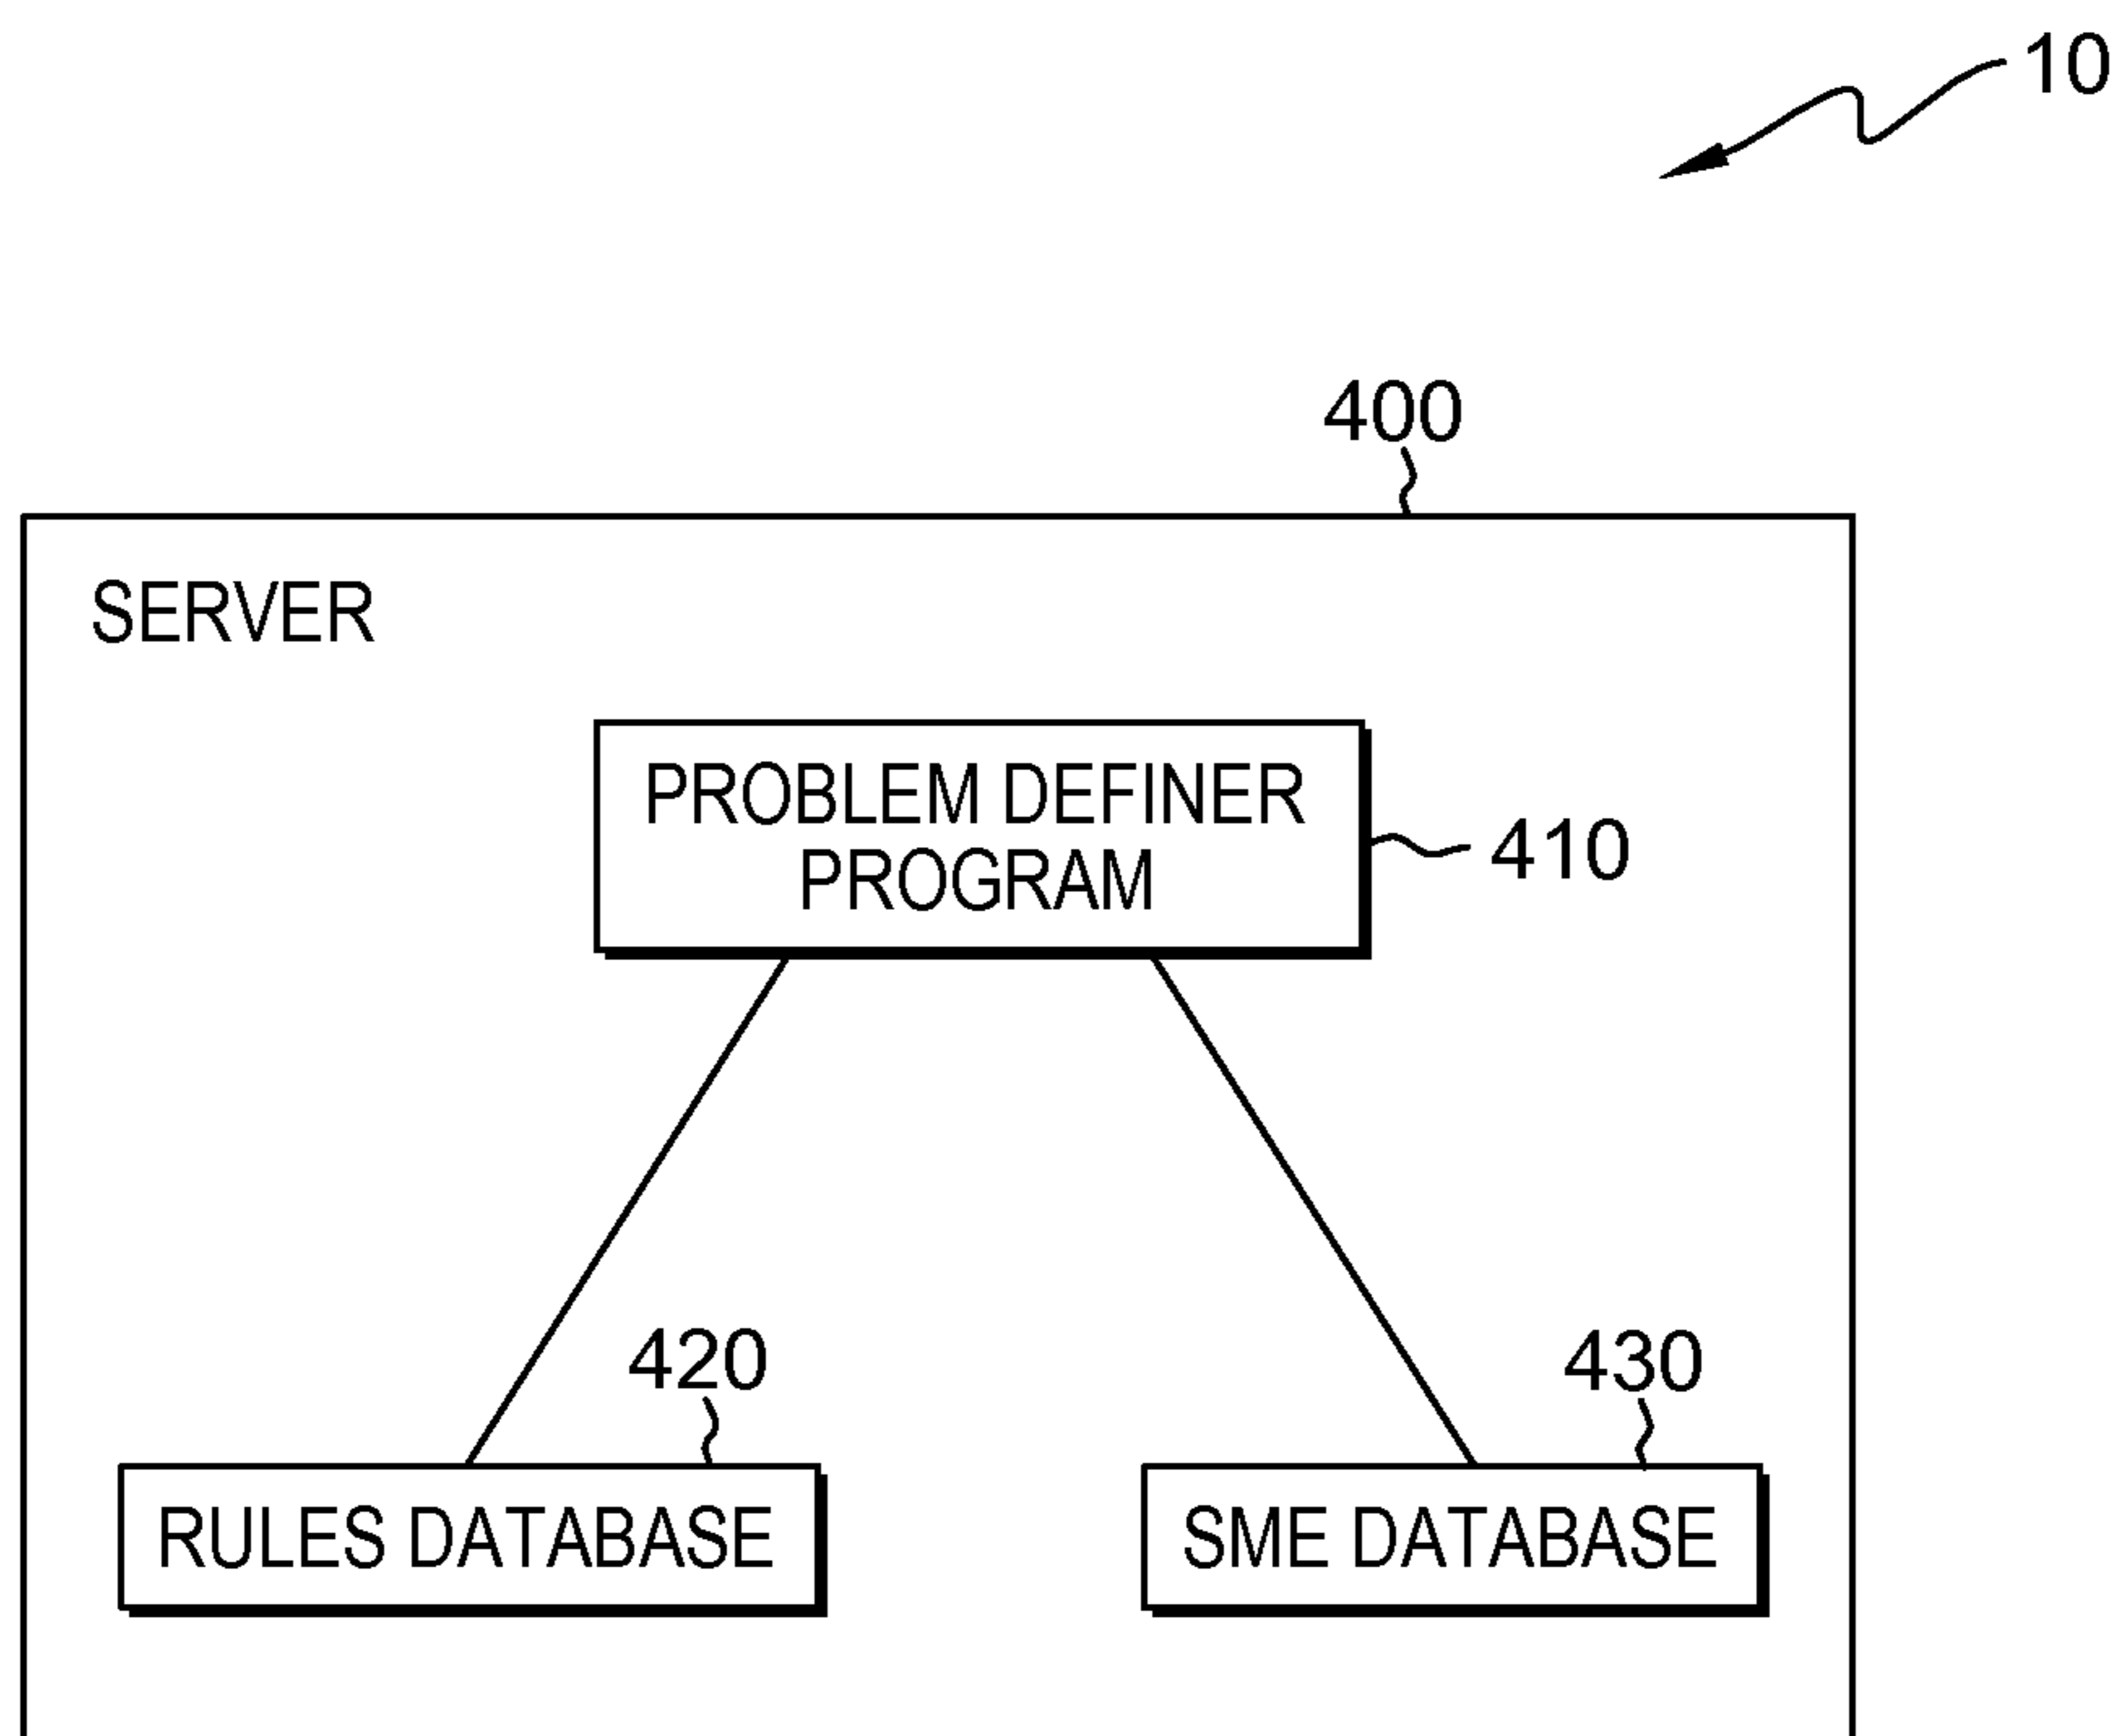 10
400
SERVER
PROBLEM DEFINER
PROGRAM
410
420
430
RULES DATABASE
SME DATABASE